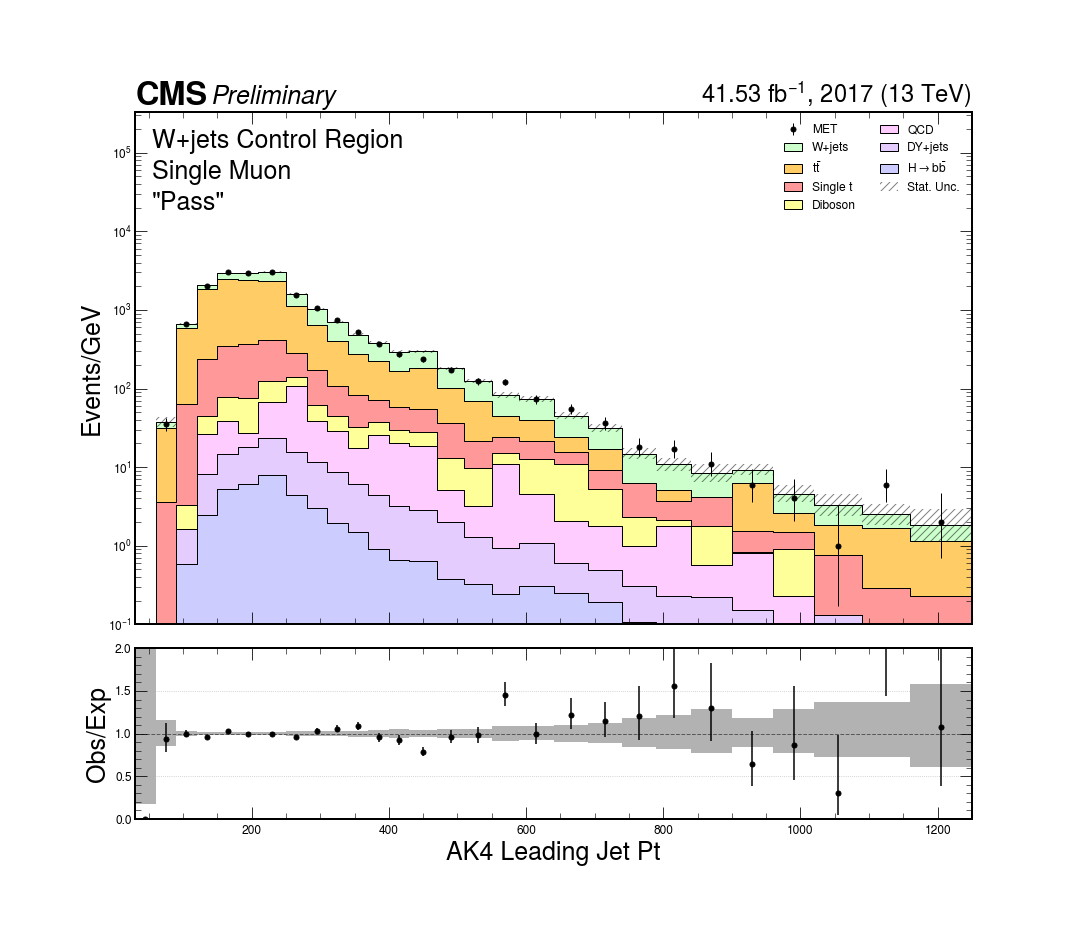 CMS Preliminary 41.53 fb⁻¹, 2017 (13 TeV)
W+jets Control Region
Single Muon
"Pass"
MET
W+jets
tt̄
Single t
Diboson
QCD
DY+jets
H→bb̄
Stat. Unc.
Events/GeV
10⁵
10⁴
10³
10²
10¹
10⁰
10⁻¹
Obs/Exp
2.0
1.5
1.0
0.5
0.0
200 400 600 800 1000 1200
AK4 Leading Jet Pt